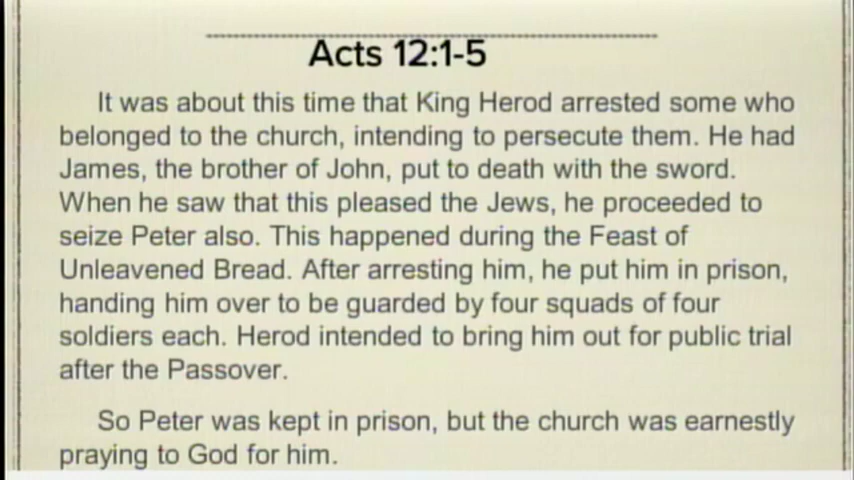 Acts 12:1-5
It was about this time that King Herod arrested some who
belonged to the church, intending to persecute them. He had
James, the brother of John, put to death with the sword.
When he saw that this pleased the Jews, he proceeded to
seize Peter also. This happened during the Feast of
Unleavened Bread. After arresting him, he put him in prison,
handing him over to be guarded by four squads of four
soldiers each. Herod intended to bring him out for public trial
after the Passover.
So Peter was kept in prison, but the church was earnestly
praying to God for him.